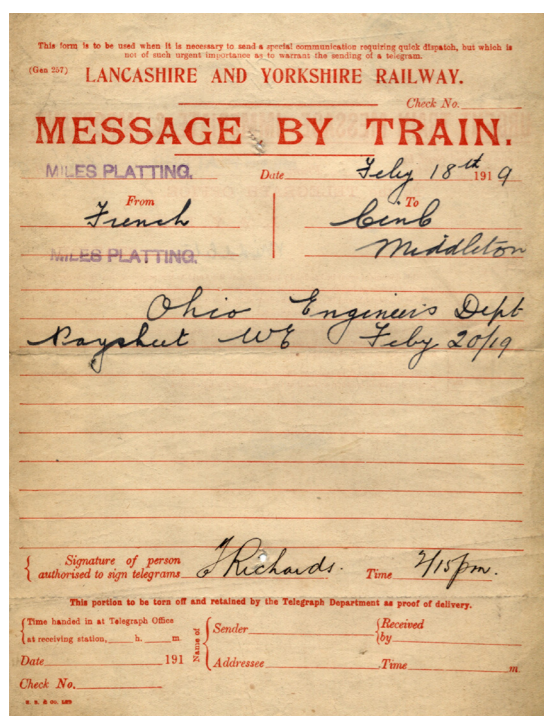 This form is to be used when it is necessary to send a special communication requiring quick dispatch, but which is
not of such urgent importance as to warrant the sending of a telegram.
(Gen 257) LANCASHIRE AND YORKSHIRE RAILWAY.
Check No.
MESSAGE BY TRAIN.
MILES PLATTING. Date Feby 18th 1919
From To
French
Middleton
MILES PLATTING.
Ohio Engineers Dept
Paysheet WE Feby 20/19
Signature of person
authorised to sign telegrams Richards. Time 2/15pm.
This portion to be torn off and retained by the Telegraph Department as proof of delivery.
Time handed in at Telegraph Office
at receiving station, h. m.
Name of
Sender Received
by
Date 191 Addressee Time m.
Check No.